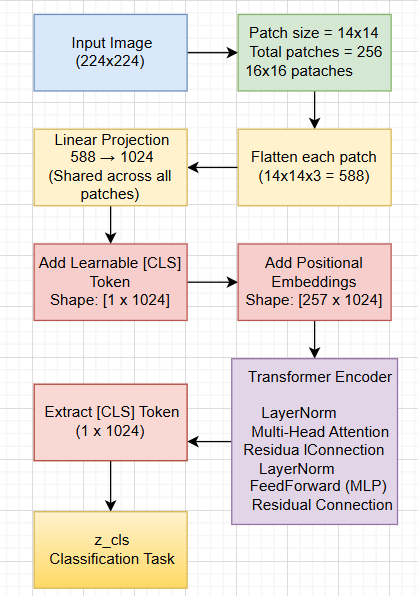 Input Image
(224x224)
Patch size = 14x14
Total patches = 256
16x16 pataches
Linear Projection
588 → 1024
(Shared across all
patches)
Flatten each patch
(14x14x3 = 588)
Add Learnable [CLS]
Token
Shape: [1 x 1024]
Add Positional
Embeddings
Shape: [257 x 1024]
Transformer Encoder
LayerNorm
Multi-Head Attention
Residua lConnection
LayerNorm
FeedForward (MLP)
Residual Connection
Extract [CLS] Token
(1 x 1024)
z_cls
Classification Task